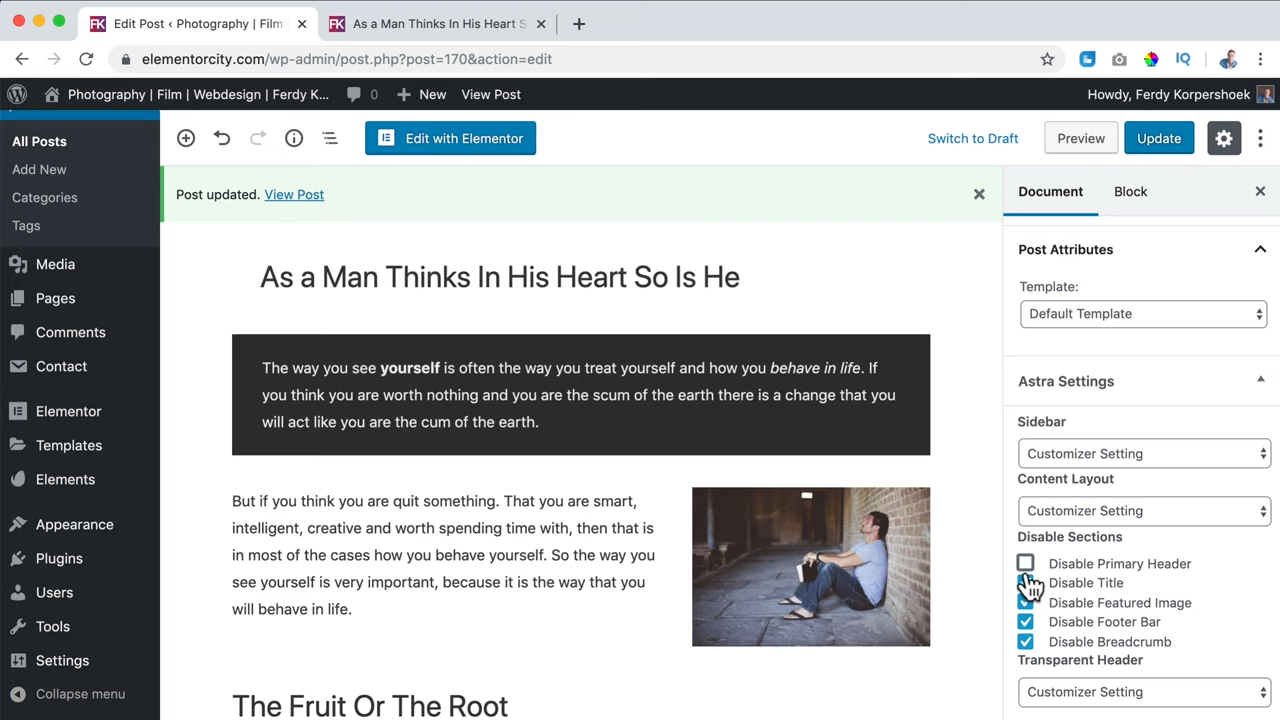 FK Edit Post ‹ Photography | Film
FK As a Man Thinks In His Heart S
elementorcity.com/wp-admin/post.php?post=170&action=edit
Photography | Film | Webdesign | Ferdy K... 0 New View Post Howdy, Ferdy Korpershoek
All Posts
Add New
Categories
Tags
Media
Pages
Comments
Contact
Elementor
Templates
Elements
Appearance
Plugins
Users
Tools
Settings
Collapse menu
Edit with Elementor Switch to Draft Preview Update
Post updated. View Post
As a Man Thinks In His Heart So Is He
The way you see yourself is often the way you treat yourself and how you behave in life. If
you think you are worth nothing and you are the scum of the earth there is a change that you
will act like you are the cum of the earth.
But if you think you are quit something. That you are smart,
intelligent, creative and worth spending time with, then that is
in most of the cases how you behave yourself. So the way you
see yourself is very important, because it is the way that you
will behave in life.
The Fruit Or The Root
Document Block
Post Attributes
Template:
Default Template
Astra Settings
Sidebar
Customizer Setting
Content Layout
Customizer Setting
Disable Sections
Disable Primary Header
Disable Title
Disable Featured Image
Disable Footer Bar
Disable Breadcrumb
Transparent Header
Customizer Setting